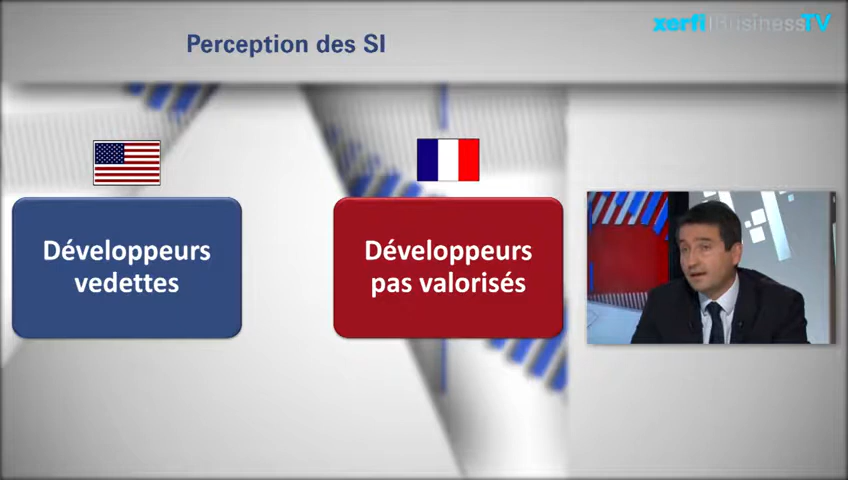 xerfi BusinessTV
Perception des SI
Développeurs
vedettes
Développeurs
pas valorisés